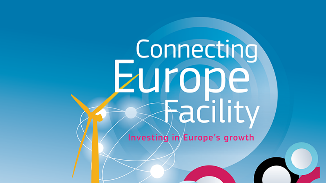 Connecting
Europe
Facility
investing in Europe's growth